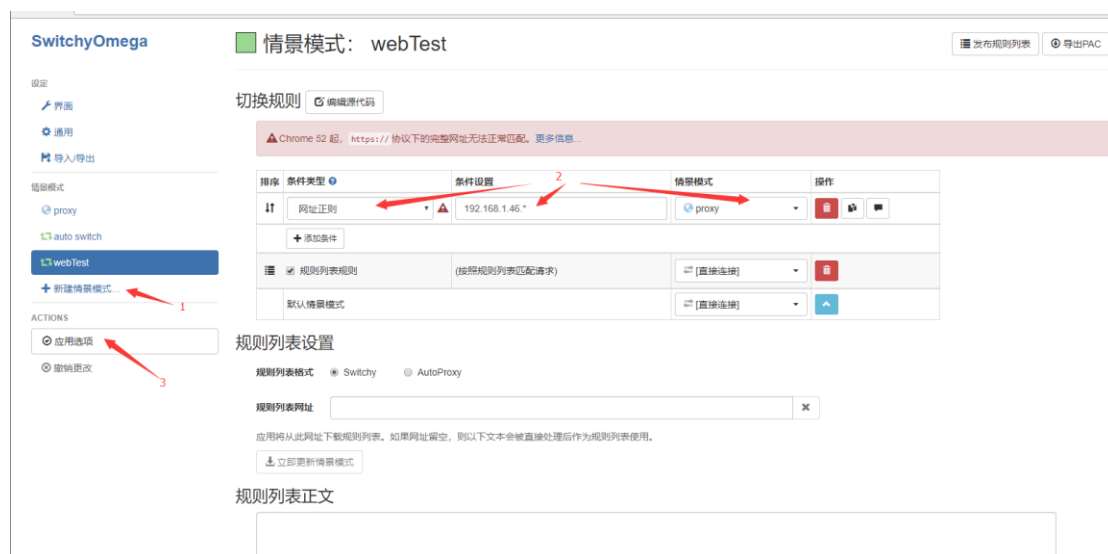 SwitchyOmega
设定
界面
通用
导入/导出
情景模式
proxy
auto switch
webTest
新建情景模式...
1
ACTIONS
应用选项
撤销更改
3
情景模式： webTest
发布规则列表
导出PAC
切换规则 编辑源代码
Chrome 52 起， https:// 协议下的完整网址无法正常匹配。更多信息...
排序 条件类型 条件设置 情景模式 操作
2
网址正则 192.168.1.46.* proxy
添加条件
规则列表规则 (按照规则列表匹配请求) [直接连接]
默认情景模式 [直接连接]
规则列表设置
规则列表格式 Switchy AutoProxy
规则列表网址
应用将从此网址下载规则列表。如果网址留空，则以下文本会被直接处理后作为规则列表使用。
立即更新情景模式
规则列表正文